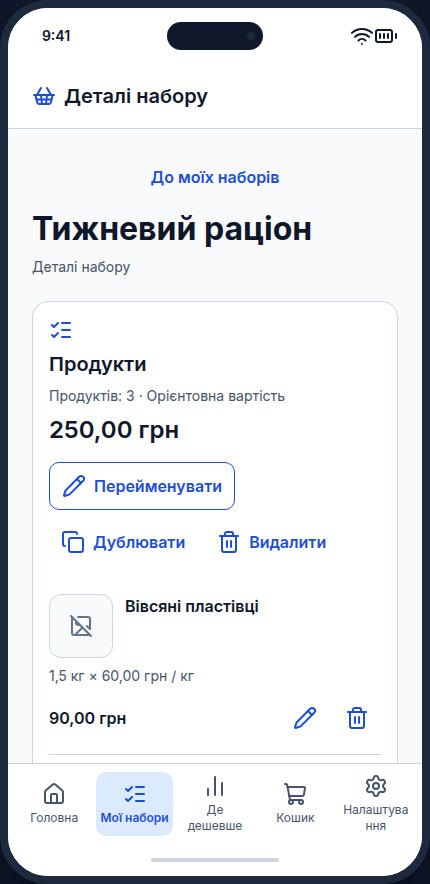 9:41
Деталі набору
До моїх наборів
Тижневий раціон
Деталі набору
Продукти
Продуктів: 3 · Орієнтовна вартість
250,00 грн
Перейменувати
Дублювати
Видалити
Вівсяні пластівці
1,5 кг × 60,00 грн / кг
90,00 грн
Головна
Мої набори
Де
дешевше
Кошик
Налаштува
ння